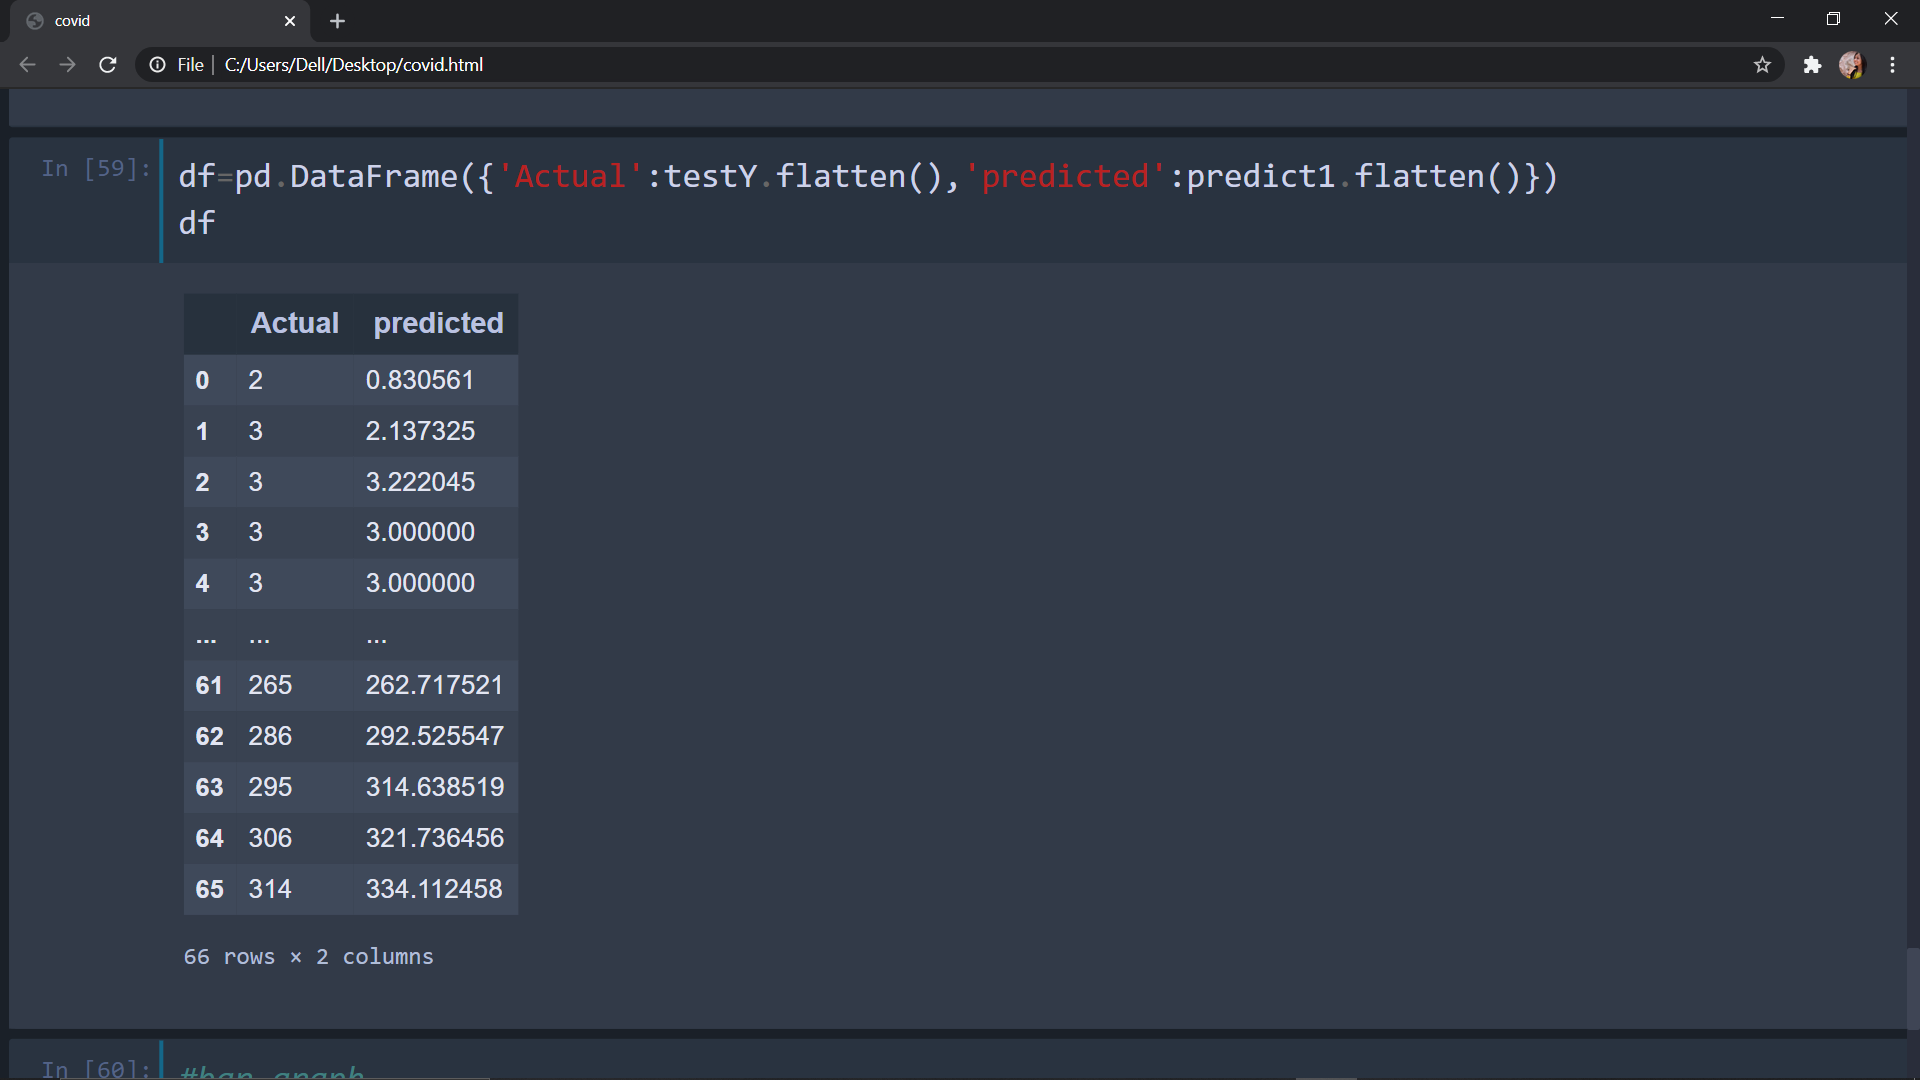 covid
File | C:/Users/Dell/Desktop/covid.html
In [59]: df=pd.DataFrame({'Actual':testY.flatten(),'predicted':predict1.flatten()})
df
Actual predicted
0 2 0.830561
1 3 2.137325
2 3 3.222045
3 3 3.000000
4 3 3.000000
... ... ...
61 265 262.717521
62 286 292.525547
63 295 314.638519
64 306 321.736456
65 314 334.112458
66 rows × 2 columns
In [60]: